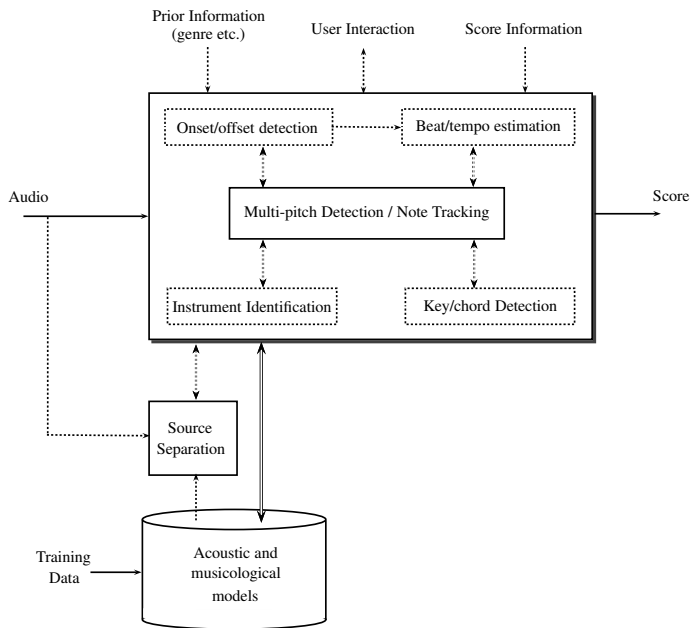 Prior Information
(genre etc.)
User Interaction
Score Information
Onset/offset detection
Beat/tempo estimation
Audio
Multi-pitch Detection / Note Tracking
Score
Instrument Identification
Key/chord Detection
Source
Separation
Training
Data
Acoustic and
musicological
models